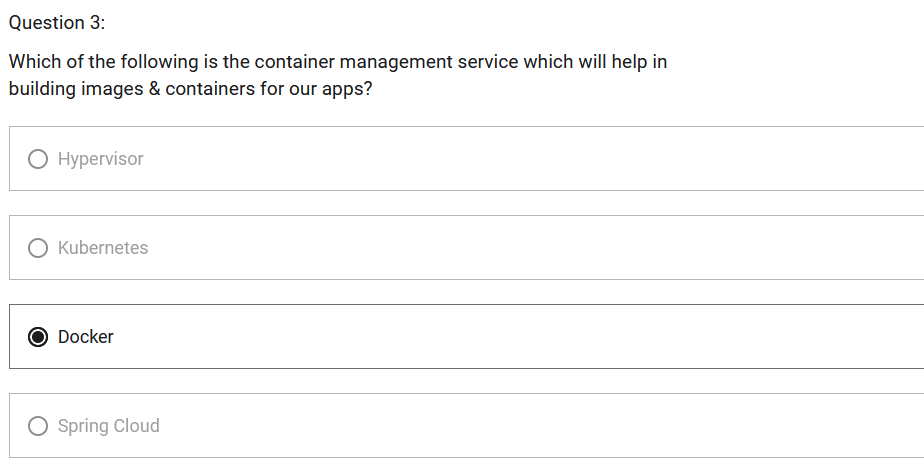 Question 3:
Which of the following is the container management service which will help in
building images & containers for our apps?
Hypervisor
Kubernetes
Docker
Spring Cloud